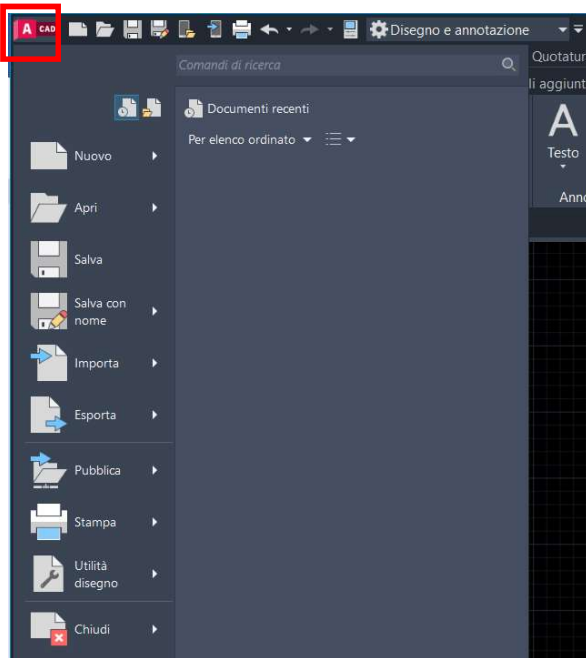 A CAD
Disegno e annotazione
Comandi di ricerca
Quotatur
li aggiunt
Documenti recenti
Per elenco ordinato
Testo
Anno
Nuovo
Apri
Salva
Salva con
nome
Importa
Esporta
Pubblica
Stampa
Utilità
disegno
Chiudi